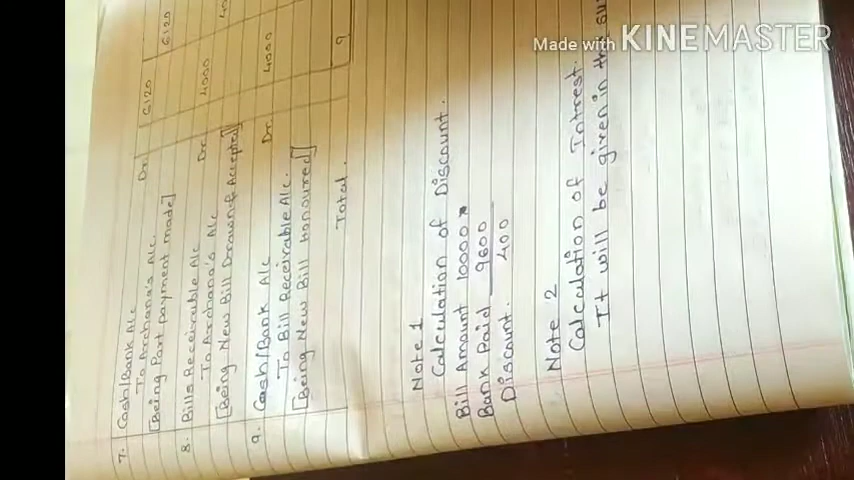 Made with KINEMASTER
7. Cash/Bank A/c Dr. 6120
To Archana's A/c. 6120
[Being Part payment made]
8. Bills Receivable A/c Dr. 4000
To Archana's A/c
[Being New Bill Drawn & Accepted]
9. Cash/Bank A/c Dr. 4000
To Bill Receivable A/c.
[Being New Bill honoured]
Total. ?
Note 1
Calculation of Discount.
Bill Amount 10000
Bank Paid 9600
Discount. 400
Note 2
Calculation of Intrest.
It will be given in